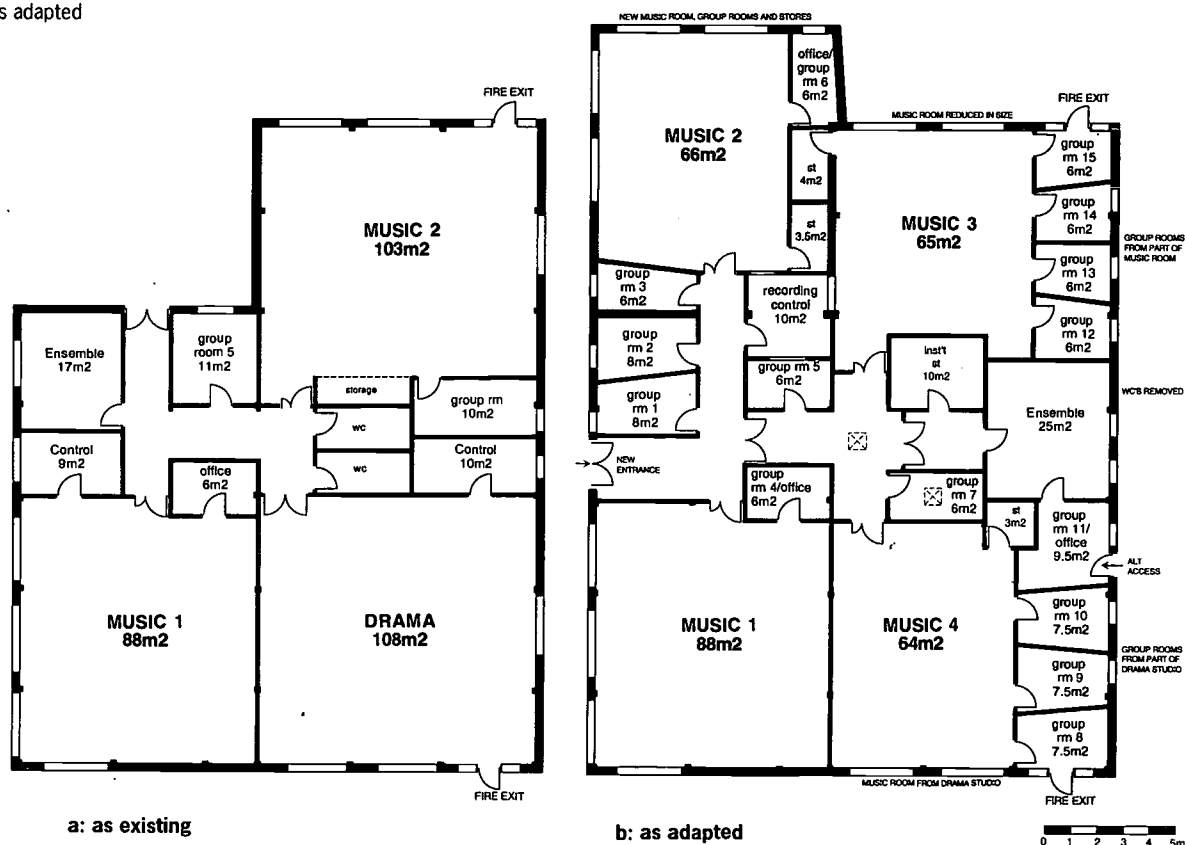 s adapted
FIRE EXIT
MUSIC 2
103m2
Ensemble
17m2
group
room 5
11m2
storage
group rm
10m2
wc
Control
9m2
office
6m2
wc
Control
10m2
MUSIC 1
88m2
DRAMA
108m2
FIRE EXIT
a: as existing
NEW MUSIC ROOM, GROUP ROOMS AND STORES
office/
group
rm 6
6m2
MUSIC ROOM REDUCED IN SIZE
FIRE EXIT
MUSIC 2
66m2
st
4m2
st
3.5m2
MUSIC 3
65m2
group
rm 15
6m2
group
rm 14
6m2
group
rm 13
6m2
group
rm 12
6m2
GROUP ROOMS
FROM PART OF
MUSIC ROOM
group
rm 3
6m2
group
rm 2
8m2
group
rm 1
8m2
recording
control
10m2
group rm 5
6m2
inst't
st
10m2
Ensemble
25m2
WC'S REMOVED
NEW
ENTRANCE
group
rm 4/office
6m2
group
rm 7
6m2
st
3m2
group
rm 11/
office
9.5m2
ALT
ACCESS
MUSIC 1
88m2
MUSIC 4
64m2
group
rm 10
7.5m2
group
rm 9
7.5m2
group
rm 8
7.5m2
GROUP ROOMS
FROM PART OF
DRAMA STUDIO
MUSIC ROOM FROM DRAMA STUDIO
FIRE EXIT
b: as adapted
0 1 2 3 4 5m